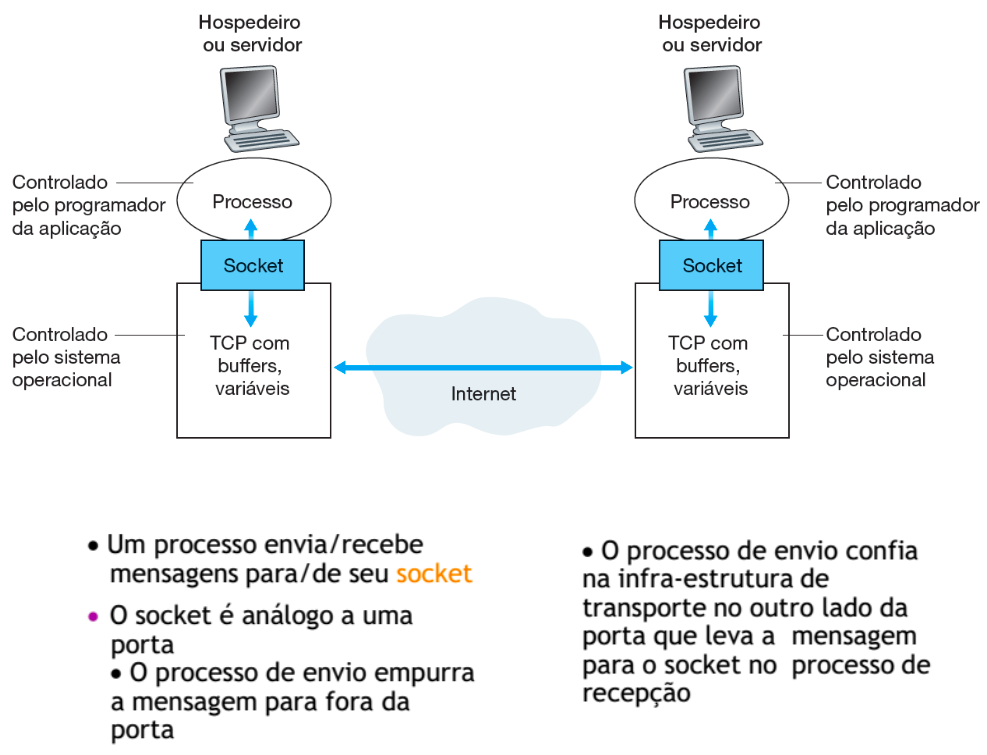 Hospedeiro
ou servidor
Hospedeiro
ou servidor
Controlado
pelo programador
da aplicação
Processo
Processo
Controlado
pelo programador
da aplicação
Socket
Socket
Controlado
pelo sistema
operacional
TCP com
buffers,
variáveis
Internet
TCP com
buffers,
variáveis
Controlado
pelo sistema
operacional
• Um processo envia/recebe
mensagens para/de seu socket
• O socket é análogo a uma
porta
• O processo de envio empurra
a mensagem para fora da
porta
• O processo de envio confia
na infra-estrutura de
transporte no outro lado da
porta que leva a mensagem
para o socket no processo de
recepção